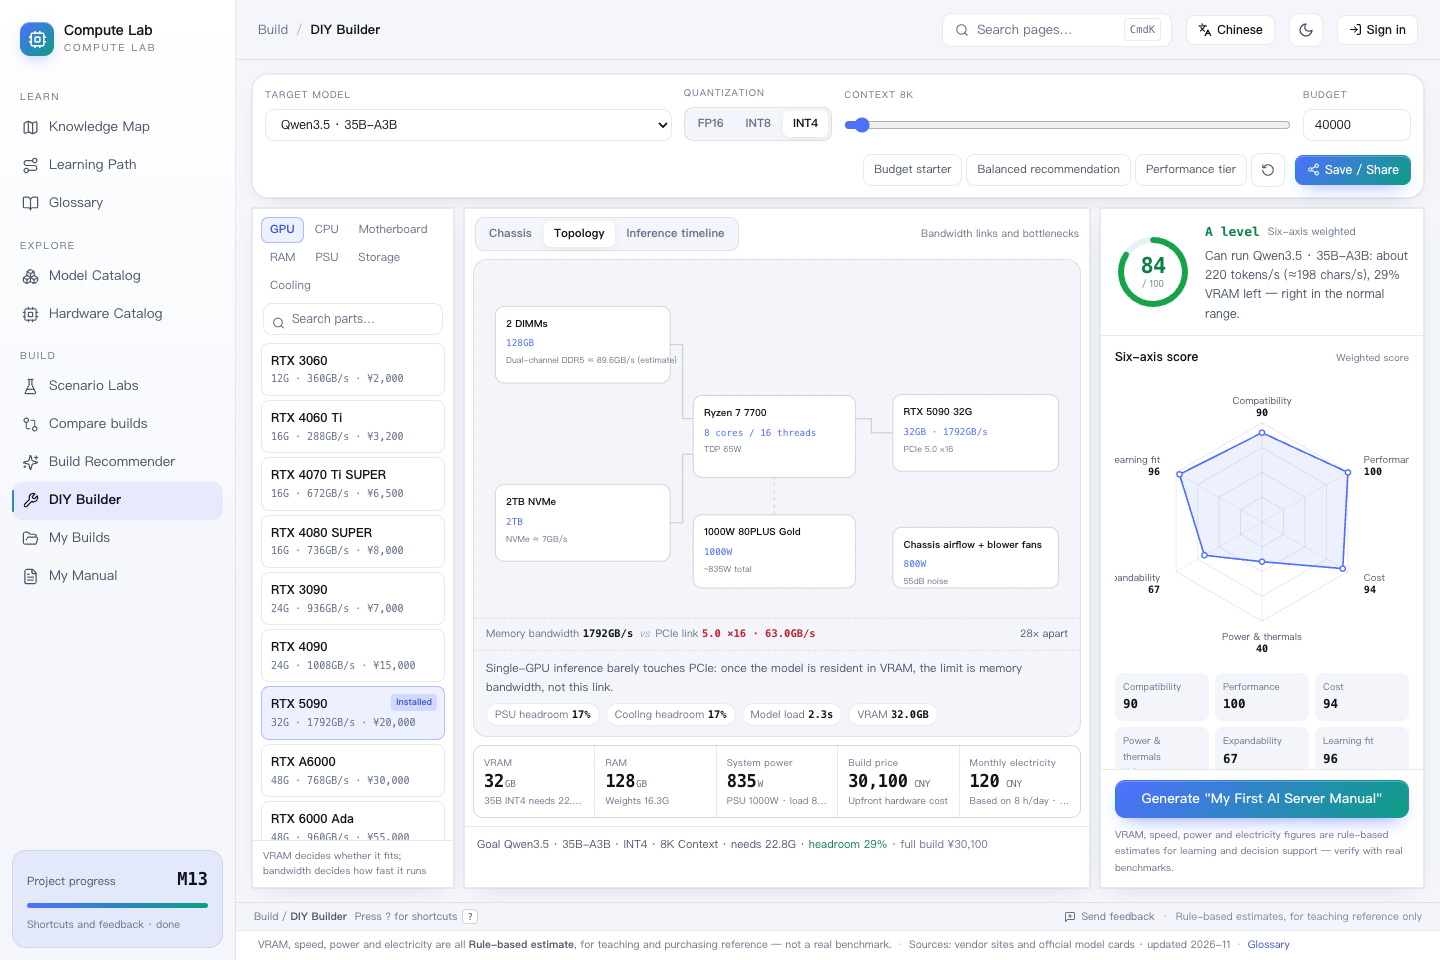 Compute Lab
COMPUTE LAB
LEARN
Knowledge Map
Learning Path
Glossary
EXPLORE
Model Catalog
Hardware Catalog
BUILD
Scenario Labs
Compare builds
Build Recommender
DIY Builder
My Builds
My Manual
Project progress M13
Shortcuts and feedback · done
Build / DIY Builder
Search pages... CmdK
Chinese
Sign in
TARGET MODEL
Qwen3.5 · 35B-A3B
QUANTIZATION
FP16 INT8 INT4
CONTEXT 8K
BUDGET
40000
Budget starter
Balanced recommendation
Performance tier
Save / Share
GPU CPU Motherboard
RAM PSU Storage
Cooling
Search parts...
RTX 3060
12G · 360GB/s · ¥2,000
RTX 4060 Ti
16G · 288GB/s · ¥3,200
RTX 4070 Ti SUPER
16G · 672GB/s · ¥6,500
RTX 4080 SUPER
16G · 736GB/s · ¥8,000
RTX 3090
24G · 936GB/s · ¥7,000
RTX 4090
24G · 1008GB/s · ¥15,000
RTX 5090 Installed
32G · 1792GB/s · ¥20,000
RTX A6000
48G · 768GB/s · ¥30,000
RTX 6000 Ada
48G · 960GB/s · ¥55,000
VRAM decides whether it fits;
bandwidth decides how fast it runs
Chassis Topology Inference timeline
Bandwidth links and bottlenecks
2 DIMMs
128GB
Dual-channel DDR5 ≈ 89.6GB/s (estimate)
2TB NVMe
2TB
NVMe ≈ 7GB/s
Ryzen 7 7700
8 cores / 16 threads
TDP 65W
1000W 80PLUS Gold
1000W
~835W total
RTX 5090 32G
32GB · 1792GB/s
PCIe 5.0 ×16
Chassis airflow + blower fans
800W
55dB noise
Memory bandwidth 1792GB/s vs PCIe link 5.0 ×16 · 63.0GB/s
28× apart
Single-GPU inference barely touches PCIe: once the model is resident in VRAM, the limit is memory
bandwidth, not this link.
PSU headroom 17%
Cooling headroom 17%
Model load 2.3s
VRAM 32.0GB
VRAM
32GB
35B INT4 needs 22....
RAM
128GB
Weights 16.3G
System power
835W
PSU 1000W · load 8...
Build price
30,100 CNY
Upfront hardware cost
Monthly electricity
120 CNY
Based on 8 h/day · ...
Goal Qwen3.5 · 35B-A3B · INT4 · 8K Context · needs 22.8G · headroom 29% · full build ¥30,100
84
/ 100
A level Six-axis weighted
Can run Qwen3.5 · 35B-A3B: about
220 tokens/s (≈198 chars/s), 29%
VRAM left — right in the normal
range.
Six-axis score
Weighted score
Compatibility
90
Performar
100
Cost
94
Power & thermals
40
pandability
67
earning fit
96
Compatibility
90
Performance
100
Cost
94
Power &
thermals
Expandability
67
Learning fit
96
Generate "My First AI Server Manual"
VRAM, speed, power and electricity figures are rule-based
estimates for learning and decision support — verify with real
benchmarks.
Build / DIY Builder Press ? for shortcuts ?
Send feedback · Rule-based estimates, for teaching reference only
VRAM, speed, power and electricity are all Rule-based estimate, for teaching and purchasing reference — not a real benchmark. · Sources: vendor sites and official model cards · updated 2026-11 · Glossary